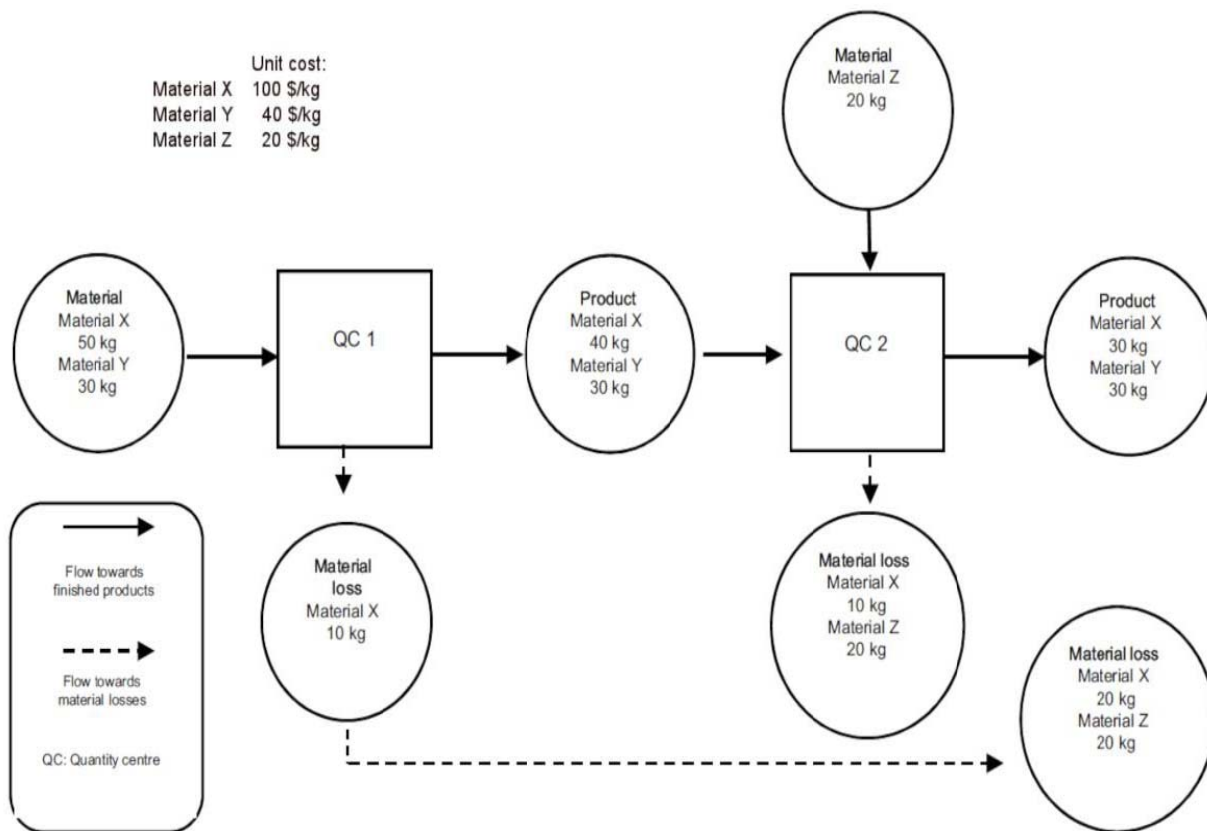 Unit cost:
Material X 100 $/kg
Material Y 40 $/kg
Material Z 20 $/kg
Material
Material Z
20 kg
Material
Material X
50 kg
Material Y
30 kg
QC 1
Product
Material X
40 kg
Material Y
30 kg
QC 2
Product
Material X
30 kg
Material Y
30 kg
Flow towards
finished products
Flow towards
material losses
QC: Quantity centre
Material
loss
Material X
10 kg
Material loss
Material X
10 kg
Material Z
20 kg
Material loss
Material X
20 kg
Material Z
20 kg